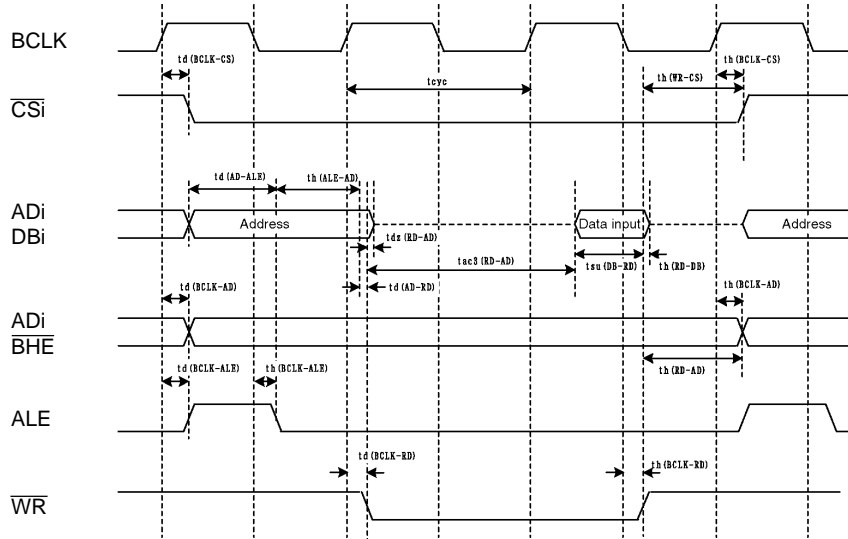 BCLK
td(BCLK-CS)
th(BCLK-CS)
tcyc
th(WR-CS)
CSi
td(AD-ALE)
th(ALE-AD)
ADi
DBi
Address
Data input
Address
tdz(RD-AD)
tac3(RD-AD)
tsu(DB-RD)
th(RD-DB)
td(AD-RD)
td(BCLK-AD)
th(BCLK-AD)
ADi
BHE
th(RD-AD)
td(BCLK-ALE)
th(BCLK-ALE)
ALE
td(BCLK-RD)
th(BCLK-RD)
WR